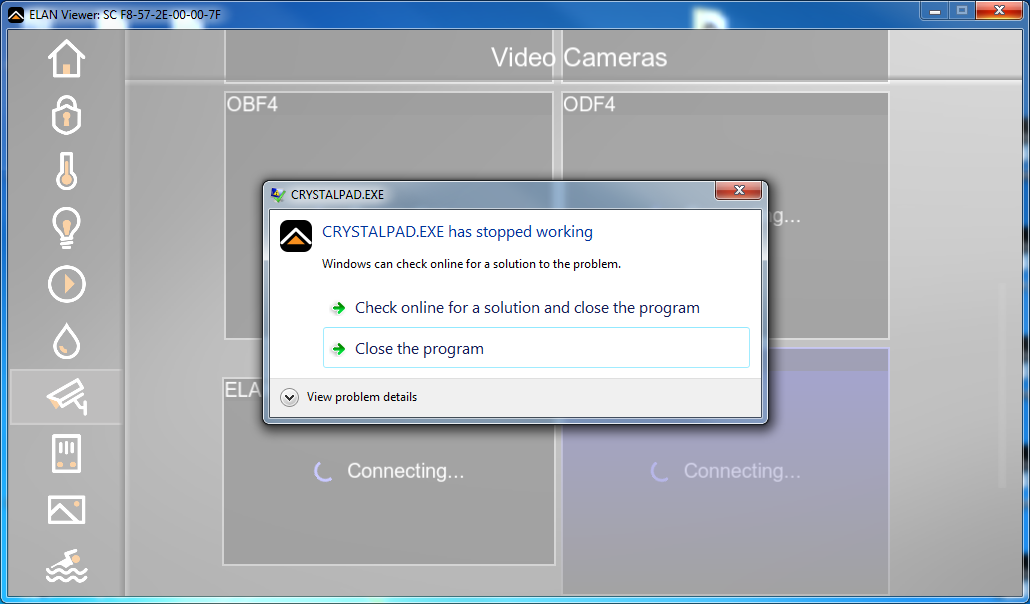 ELAN Viewer: SC F8-57-2E-00-00-7F
Video Cameras
OBF4
ODF4
CRYSTALPAD.EXE
CRYSTALPAD.EXE has stopped working
Windows can check online for a solution to the problem.
Check online for a solution and close the program
Close the program
View problem details
ELA
Connecting...
Connecting...